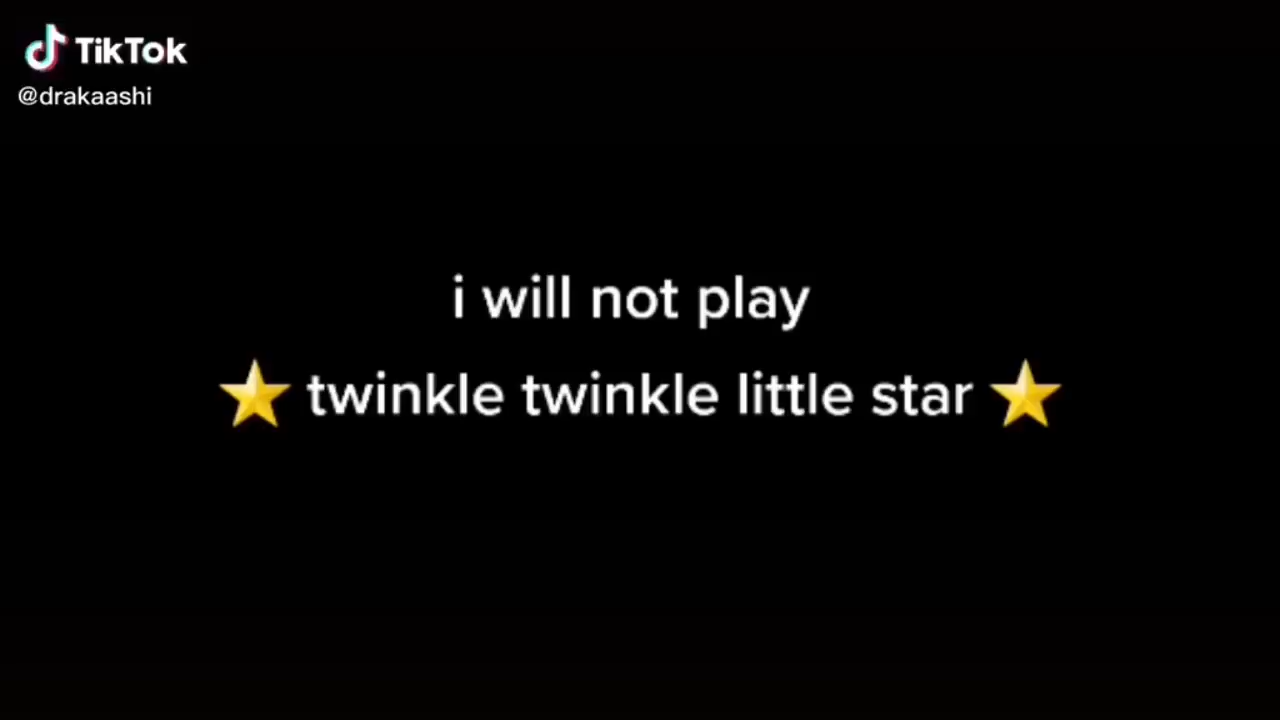 TikTok
@drakaashi
i will not play
⭐ twinkle twinkle little star ⭐